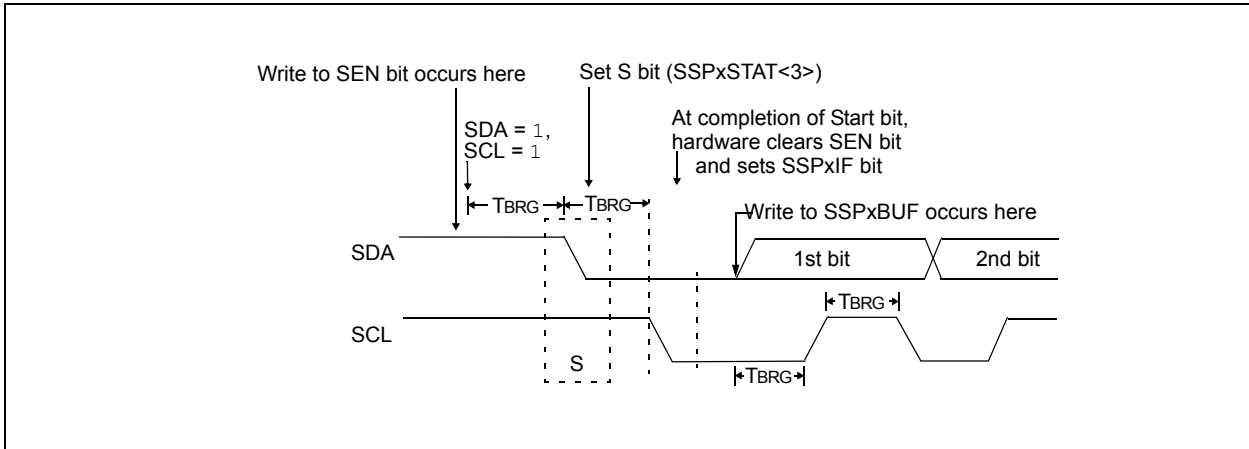 Write to SEN bit occurs here
Set S bit (SSPxSTAT<3>)
SDA = 1,
SCL = 1
At completion of Start bit,
hardware clears SEN bit
and sets SSPxIF bit
TBRG
TBRG
Write to SSPxBUF occurs here
SDA
1st bit
2nd bit
TBRG
SCL
S
TBRG